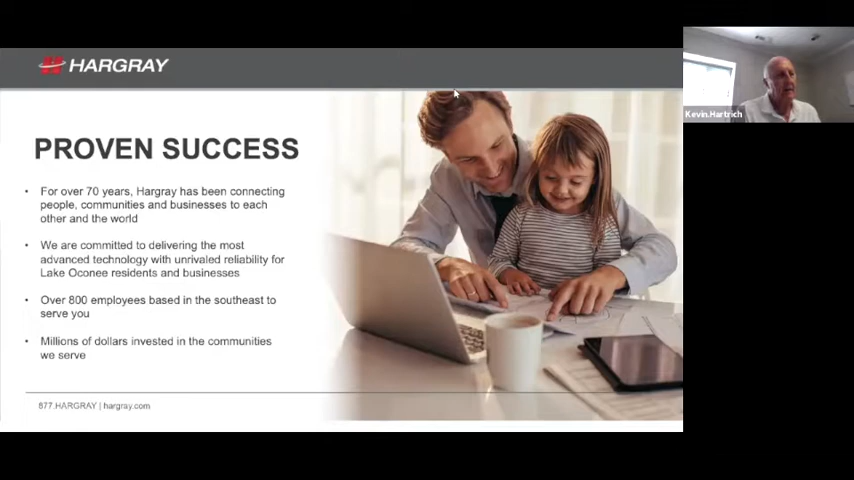 HARGRAY
Kevin.Hartrich
PROVEN SUCCESS
• For over 70 years, Hargray has been connecting
people, communities and businesses to each
other and the world
• We are committed to delivering the most
advanced technology with unrivaled reliability for
Lake Oconee residents and businesses
• Over 800 employees based in the southeast to
serve you
• Millions of dollars invested in the communities
we serve
877.HARGRAY | hargray.com